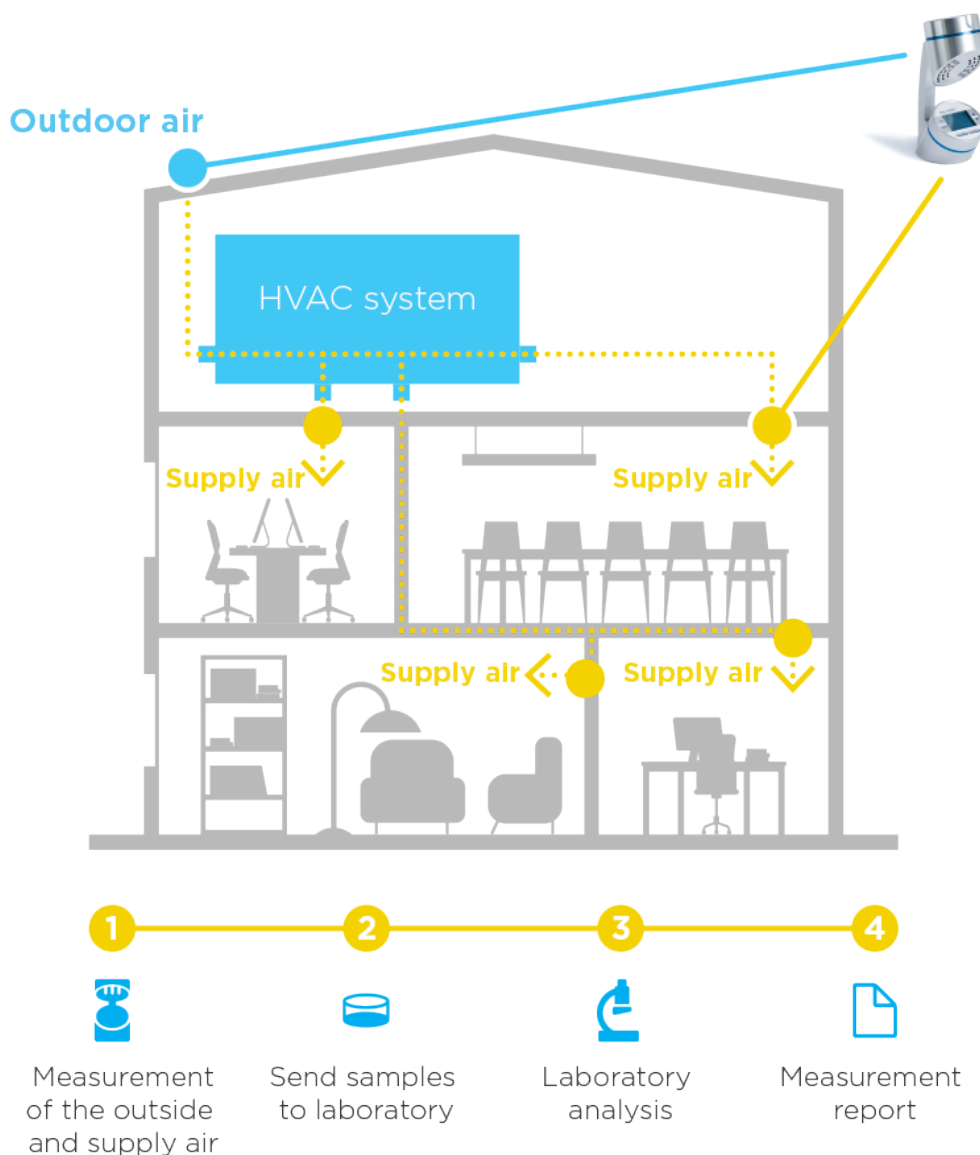 Outdoor air
HVAC system
Supply air
Supply air
Supply air
Supply air
1
2
3
4
Measurement
of the outside
and supply air
Send samples
to laboratory
Laboratory
analysis
Measurement
report